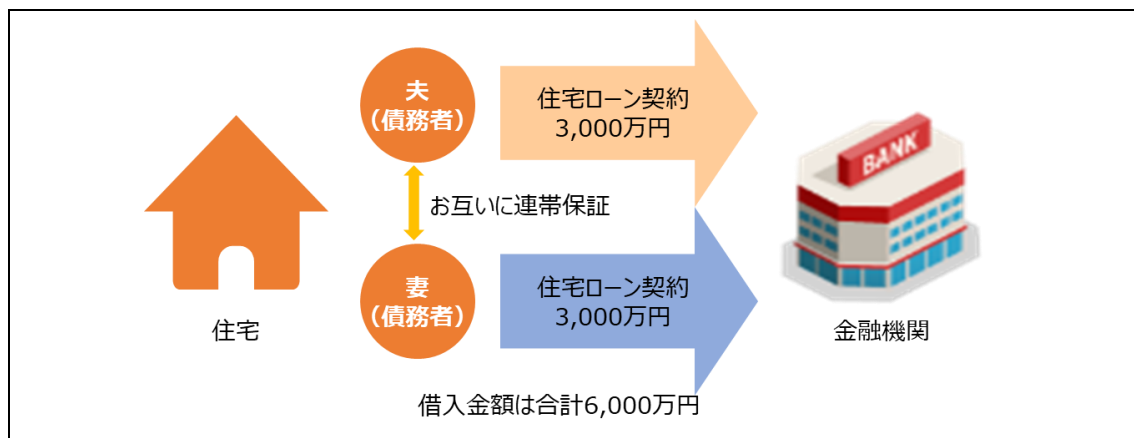 夫
（債務者）
住宅ローン契約
3,000万円
BANK
お互いに連帯保証
妻
（債務者）
住宅ローン契約
3,000万円
住宅
金融機関
借入金額は合計6,000万円